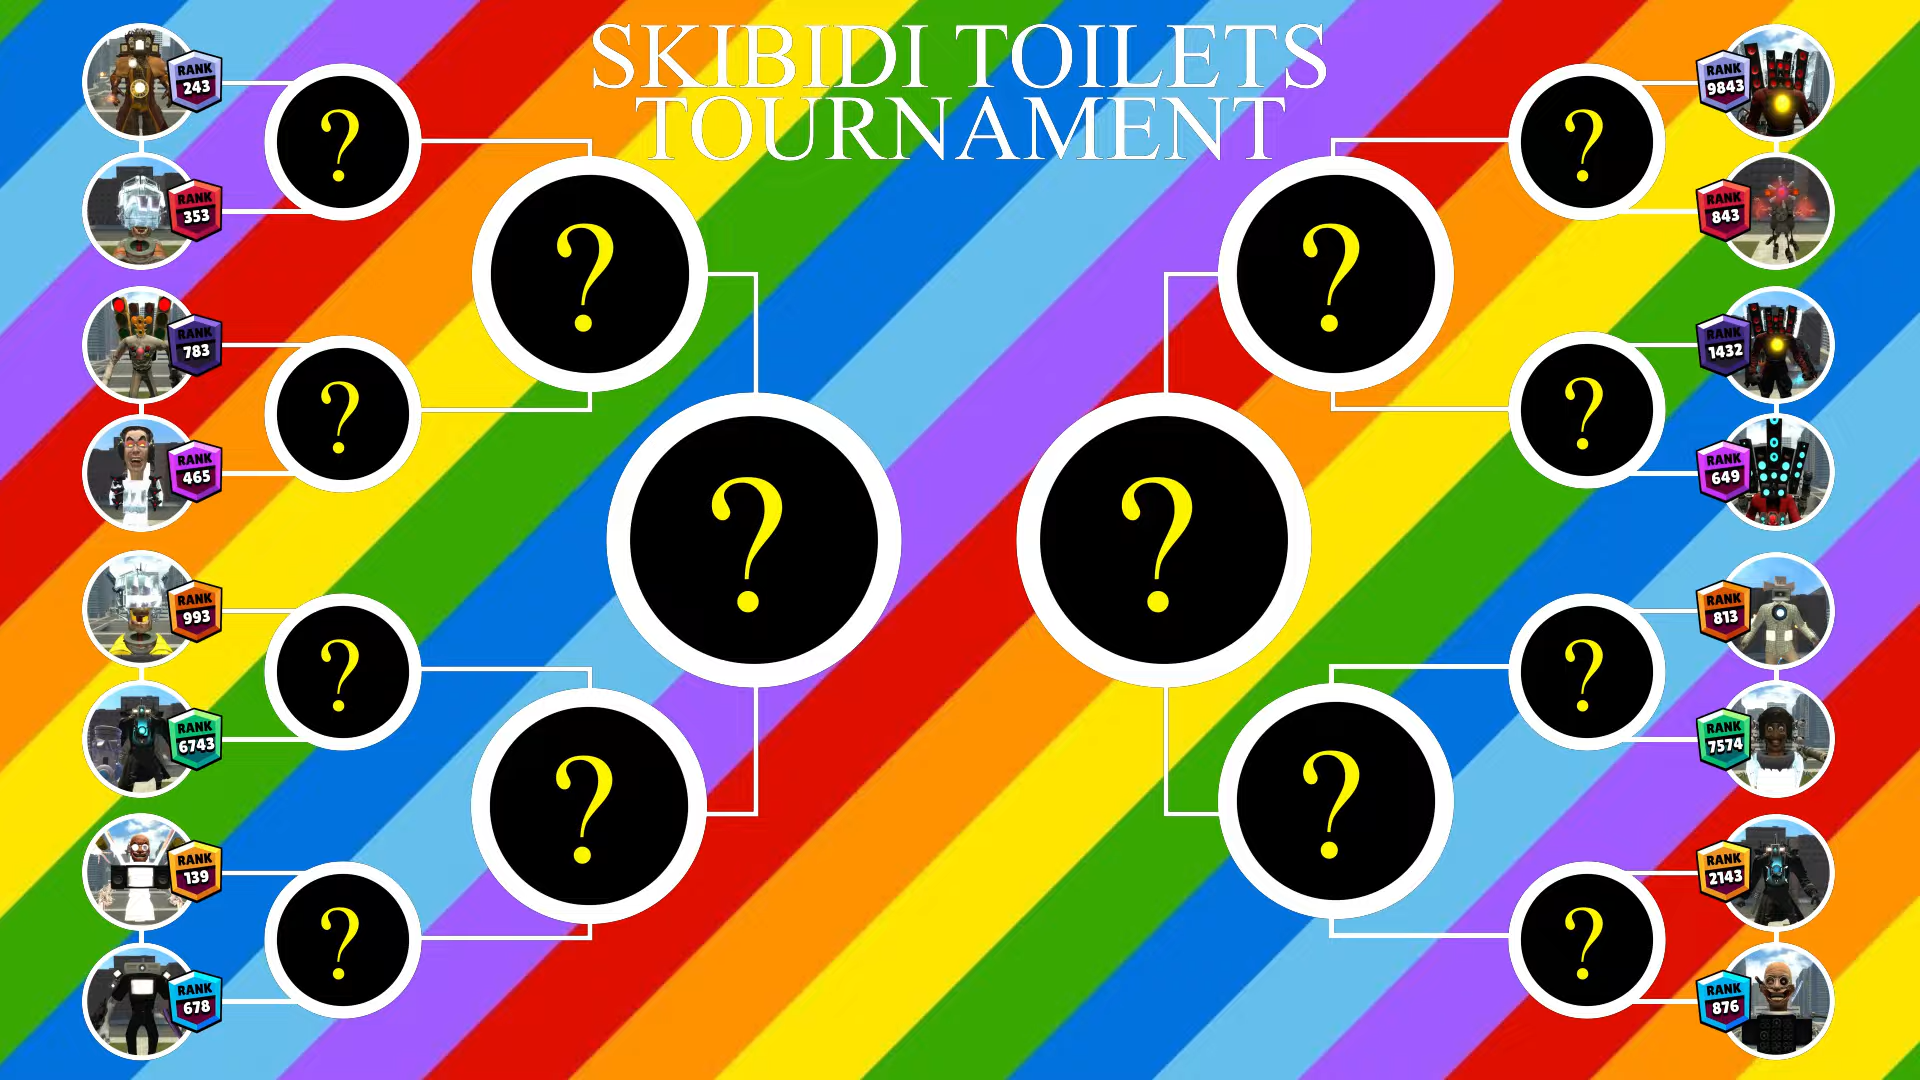 SKIBIDI TOILETS
TOURNAMENT
RANK
243
RANK
353
RANK
783
RANK
465
RANK
993
RANK
6743
RANK
139
RANK
678
?
?
?
?
?
?
?
?
?
?
?
?
?
?
RANK
9843
RANK
843
RANK
1432
RANK
649
RANK
813
RANK
7574
RANK
2143
RANK
876